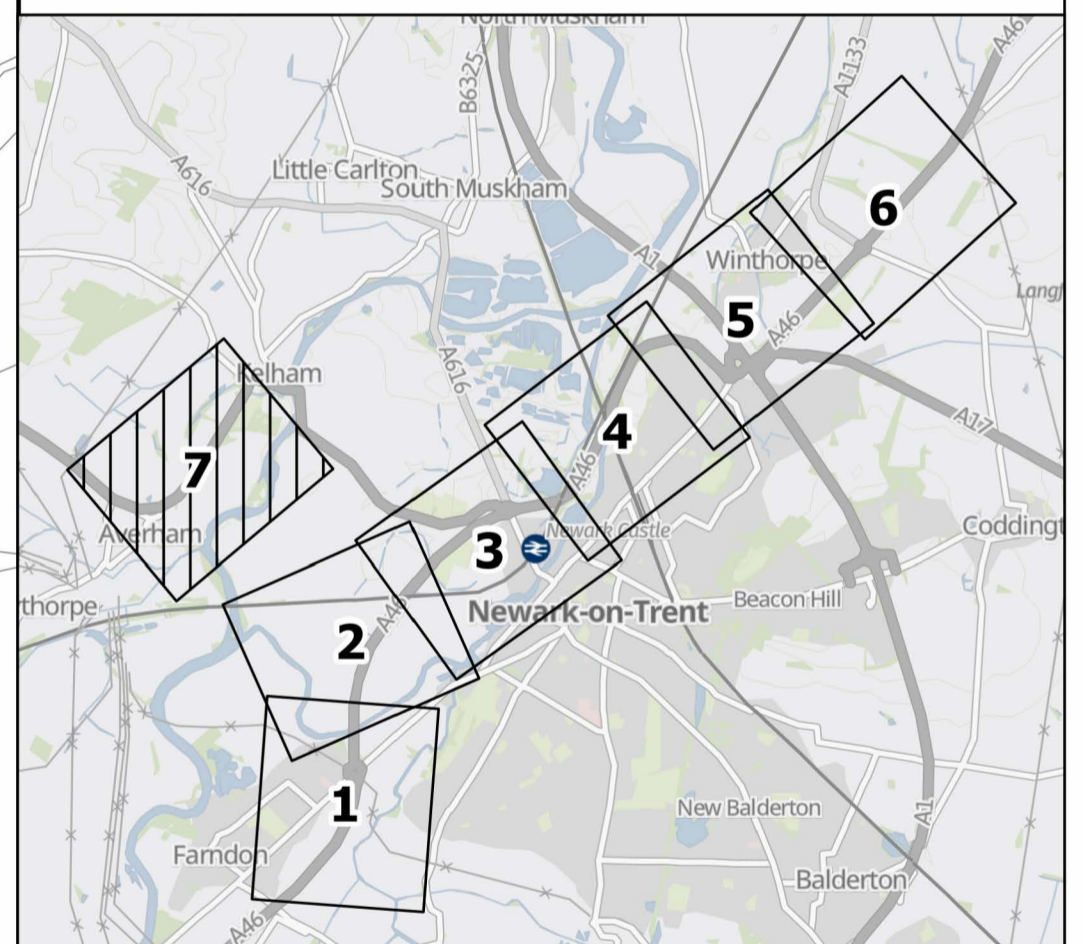 North Muskham
A46
A1133
B6325
A616
Little Carlton
South Muskham
6
A1
Winthorpe
5
A46
Kelham
A616
A17
4
A46
7
Averham
3
Newark Castle
Coddingt
thorpe
A46
Newark-on-Trent
Beacon Hill
2
1
New Balderton
A1
Farndon
Balderton
A46